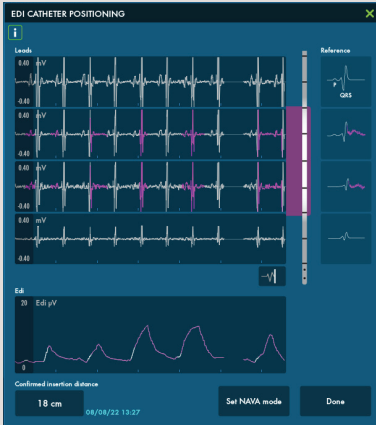 EDI CATHETER POSITIONING
i
Leads
Reference
0.40 mV
-0.40
P
QRS
0.40 mV
-0.40
0.40 mV
-0.40
mV
-0.40
Edi
20 Edi µV
0
Confirmed insertion distance
18 cm
08/08/22 13:27
Set NAVA mode
Done